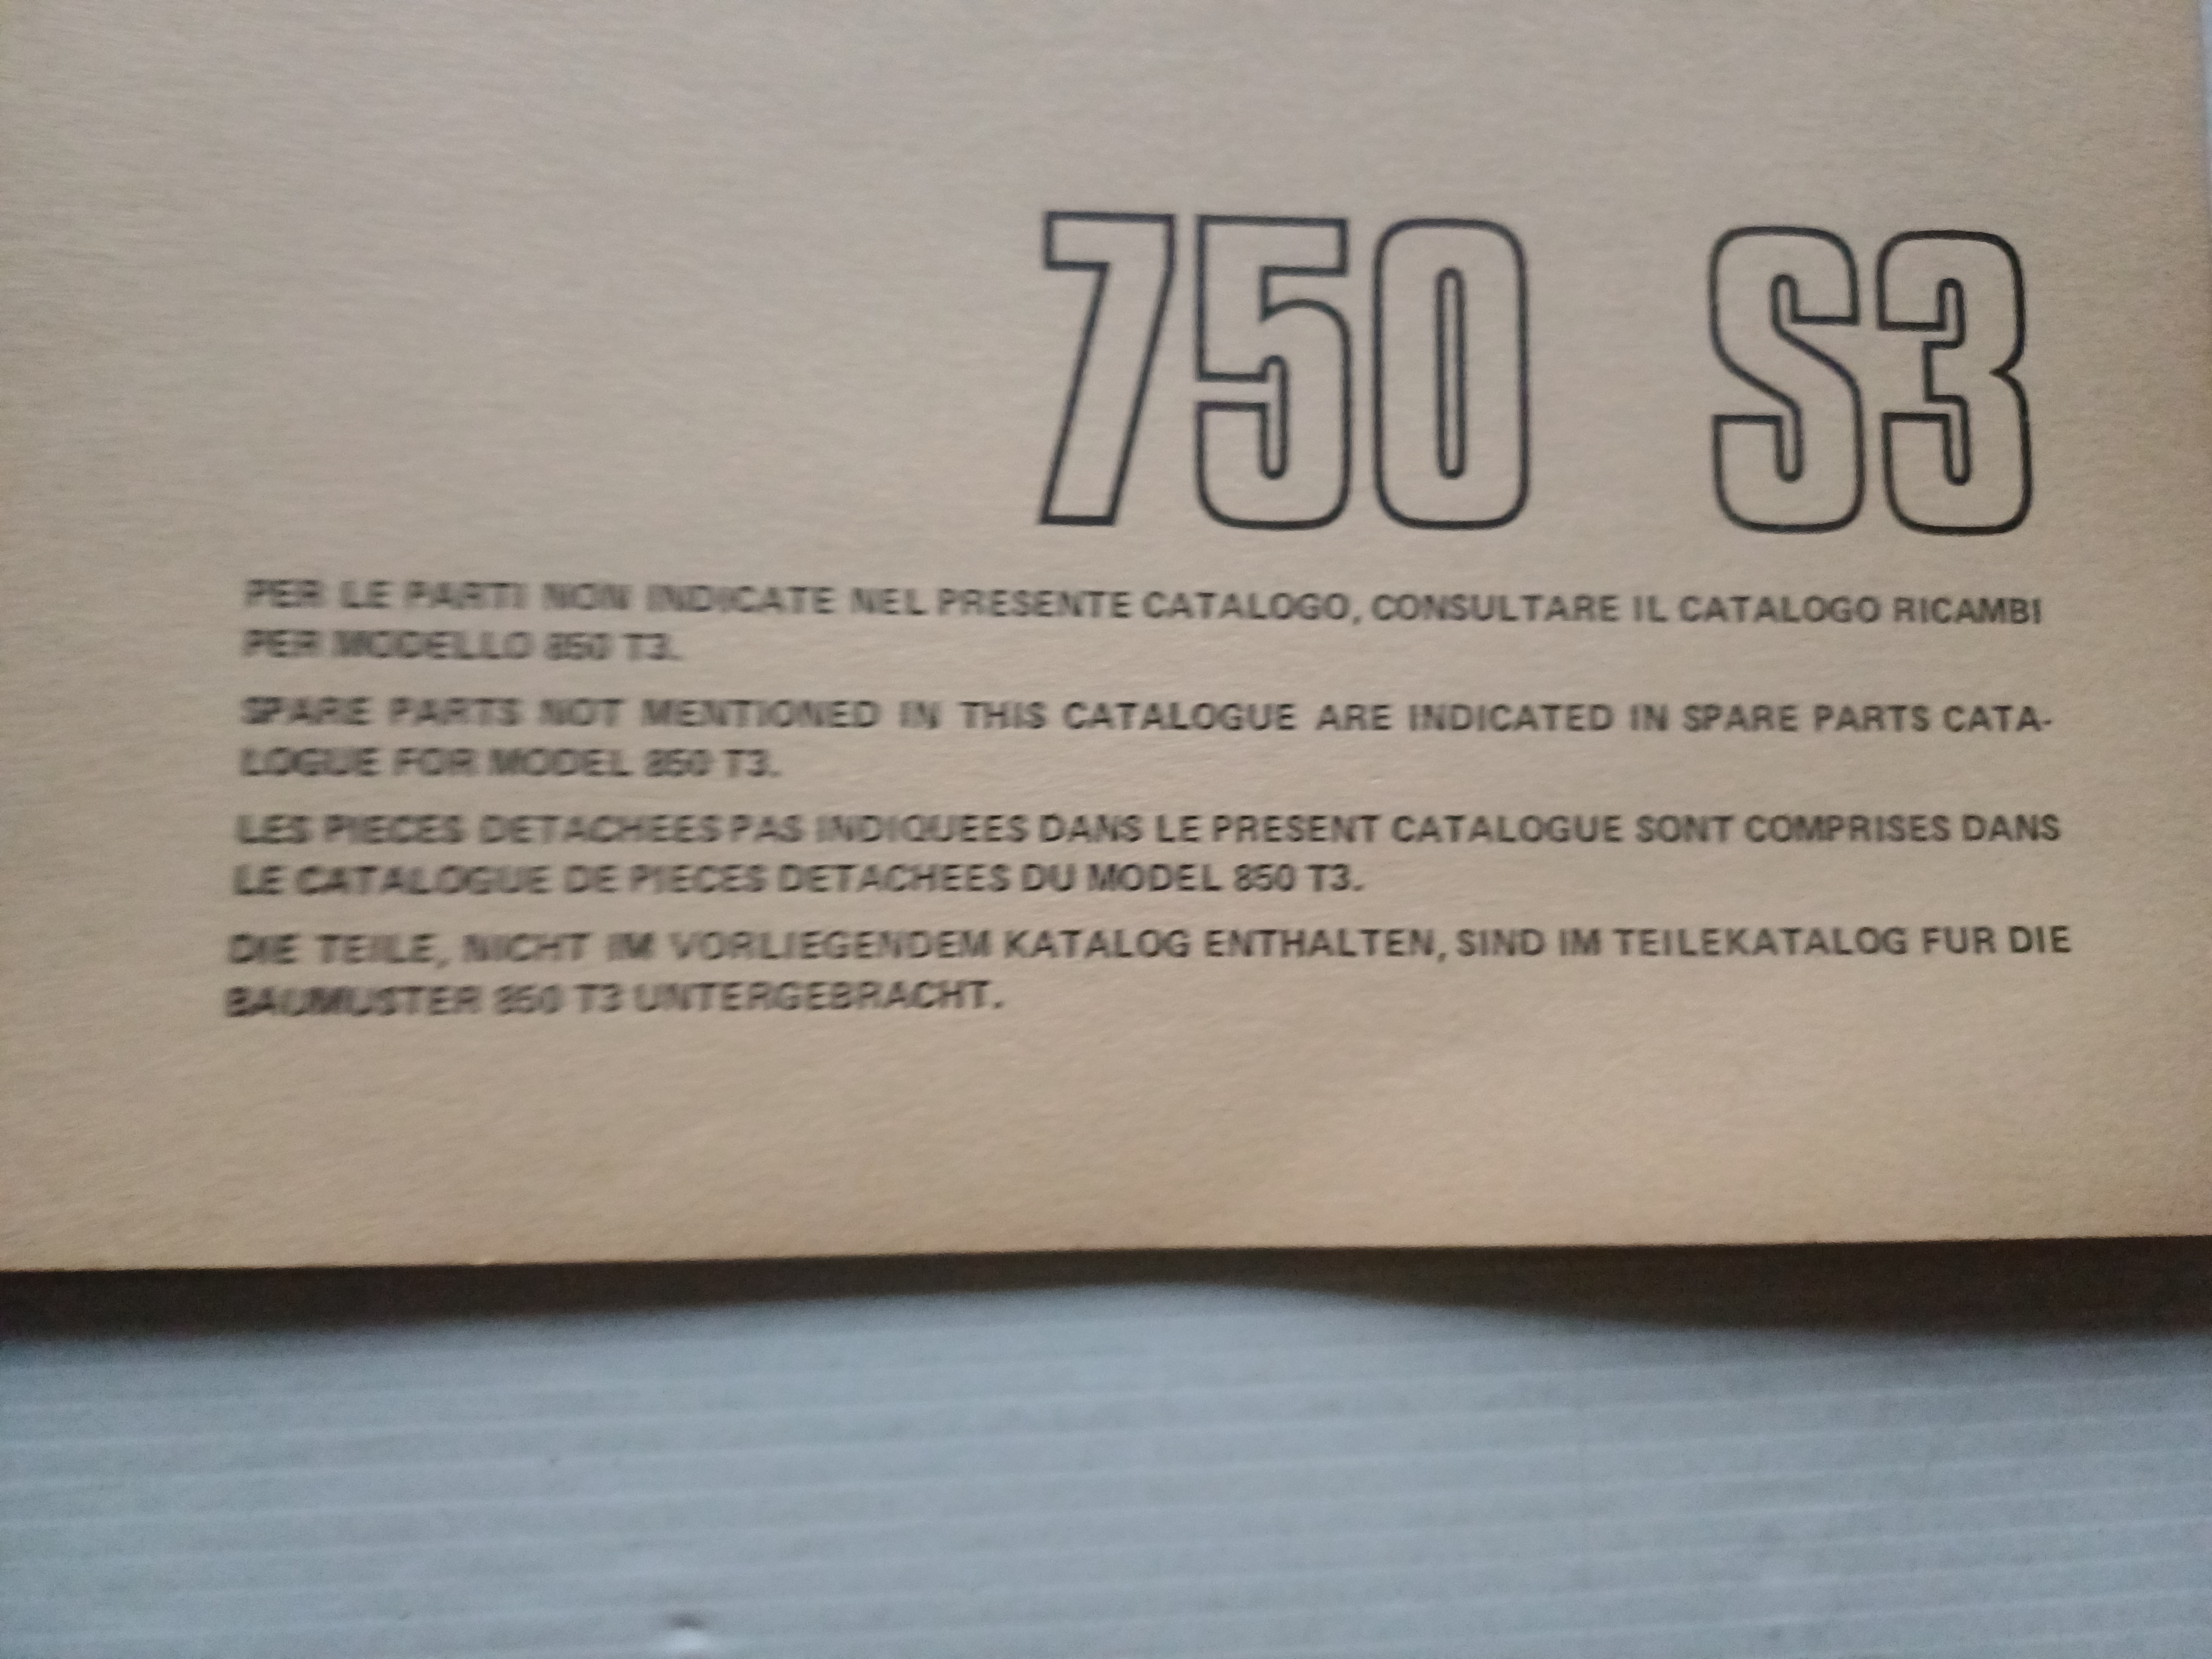 750 S3
PER LE PARTI NON INDICATE NEL PRESENTE CATALOGO, CONSULTARE IL CATALOGO RICAMBI
PER MODELLO 850 T3.
SPARE PARTS NOT MENTIONED IN THIS CATALOGUE ARE INDICATED IN SPARE PARTS CATA-
LOGUE FOR MODEL 850 T3.
LES PIECES DETACHEES PAS INDIQUEES DANS LE PRESENT CATALOGUE SONT COMPRISES DANS
LE CATALOGUE DE PIECES DETACHEES DU MODEL 850 T3.
DIE TEILE, NICHT IM VORLIEGENDEM KATALOG ENTHALTEN, SIND IM TEILEKATALOG FUR DIE
BAUMUSTER 850 T3 UNTERGEBRACHT.